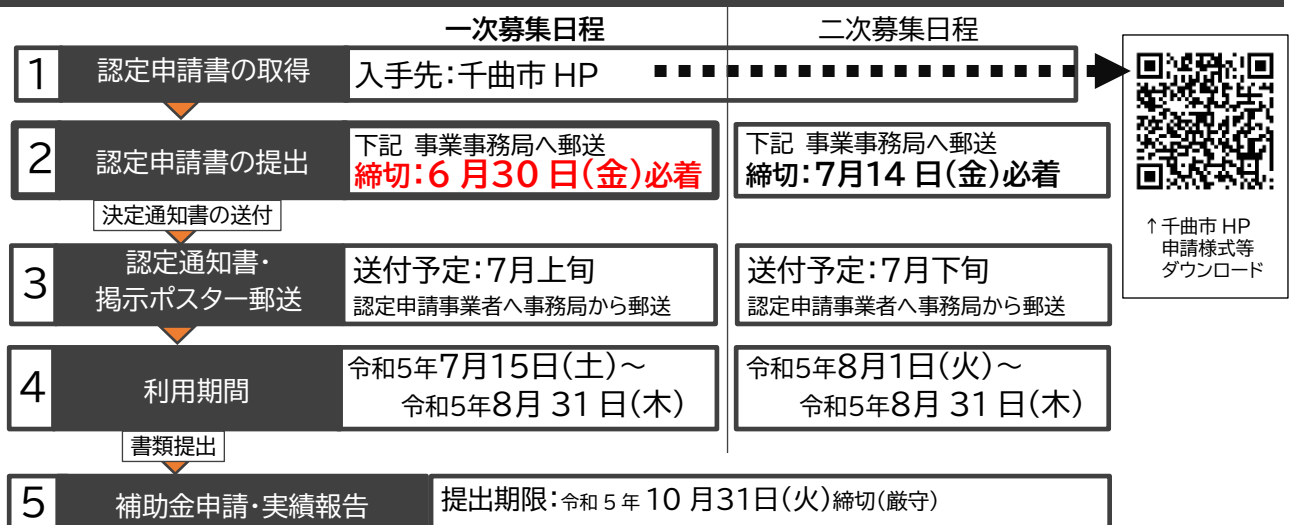 一次募集日程
二次募集日程
1 認定申請書の取得
入手先:千曲市 HP
2 認定申請書の提出
下記 事業事務局へ郵送
締切:6 月30 日(金)必着
下記 事業事務局へ郵送
締切:7月14 日(金)必着
↑千曲市 HP
申請様式等
ダウンロード
決定通知書の送付
3 認定通知書・
掲示ポスター郵送
送付予定:7月上旬
認定申請事業者へ事務局から郵送
送付予定:7月下旬
認定申請事業者へ事務局から郵送
4 利用期間
令和5年7月15日(土)~
令和5年8月 31 日(木)
令和5年8月1日(火)~
令和5年8月 31 日(木)
書類提出
5 補助金申請・実績報告
提出期限:令和 5 年 10 月31日(火)締切(厳守)